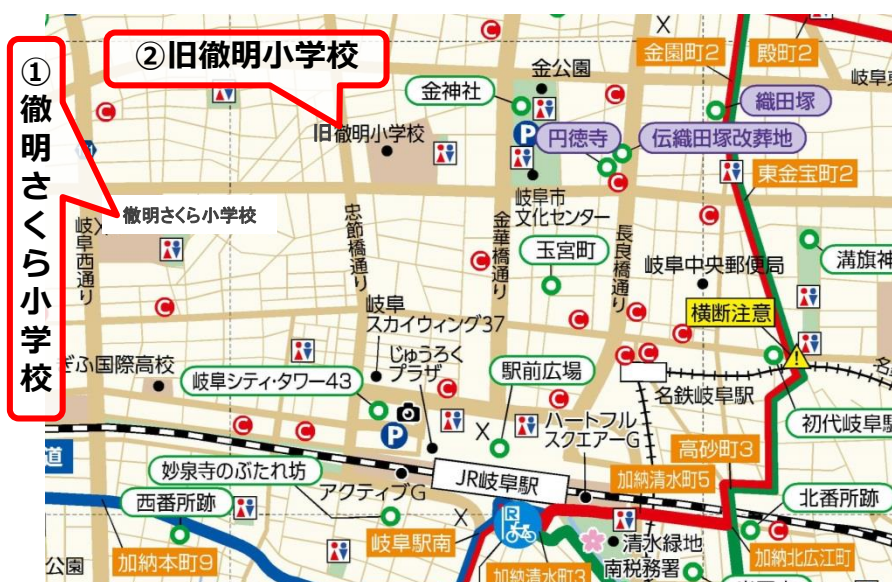 ①徹明さくら小学校
②旧徹明小学校
金園町2
殿町2
岐阜東
金公園
金神社
織田塚
旧徹明小学校
P
円徳寺
伝織田塚改葬地
東金宝町2
岐阜市
文化センター
徹明さくら小学校
岐阜西通り
忠節橋通り
金華橋通り
長良橋通り
玉宮町
岐阜中央郵便局
溝旗神
横断注意
岐阜
スカイウィング37
じゅうろく
プラザ
ぎふ国際高校
岐阜シティ・タワー43
駅前広場
名鉄岐阜駅
名
初代岐阜駅
P
ハートフル
スクエアーG
高砂町3
道
妙泉寺のぶたれ坊
アクティブG
JR岐阜駅
加納清水町5
西番所跡
北番所跡
岐阜駅南
R
清水緑地
公園
加納本町9
加納清水町3
南税務署
加納北広江町